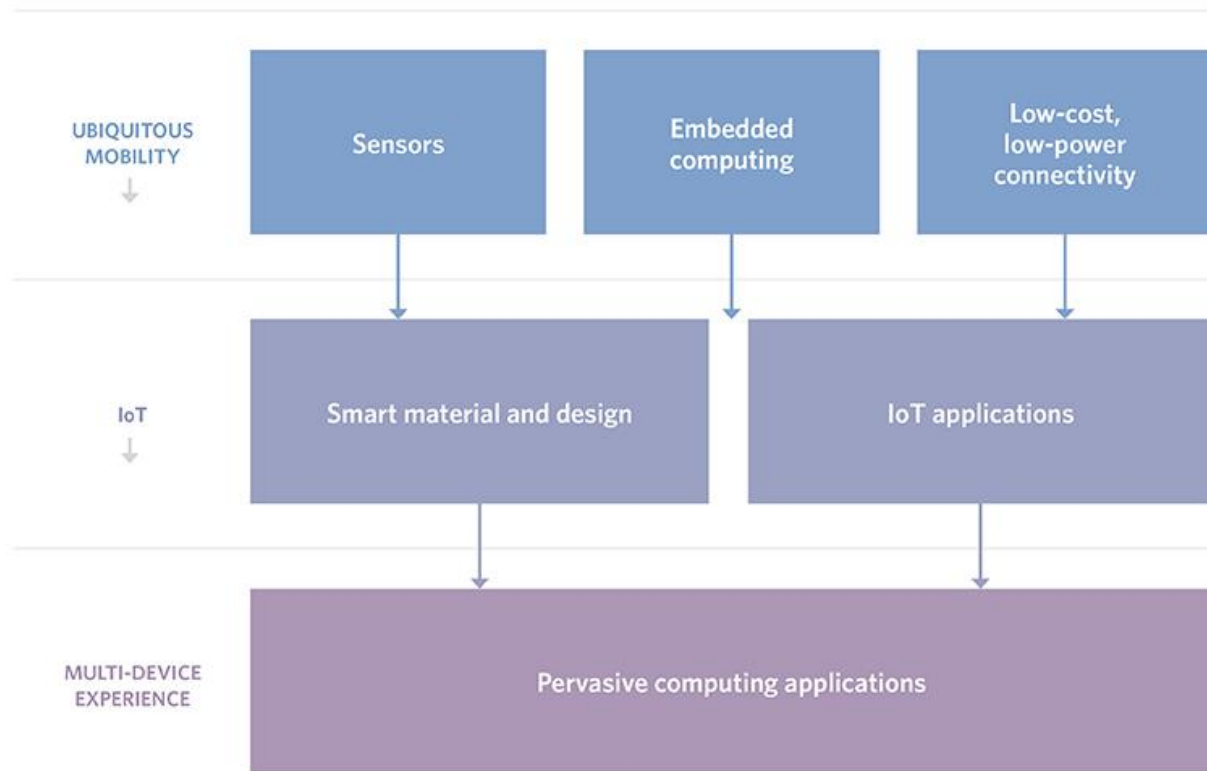 UBIQUITOUS
MOBILITY
Sensors
Embedded
computing
Low-cost,
low-power
connectivity
IoT
Smart material and design
IoT applications
MULTI-DEVICE
EXPERIENCE
Pervasive computing applications